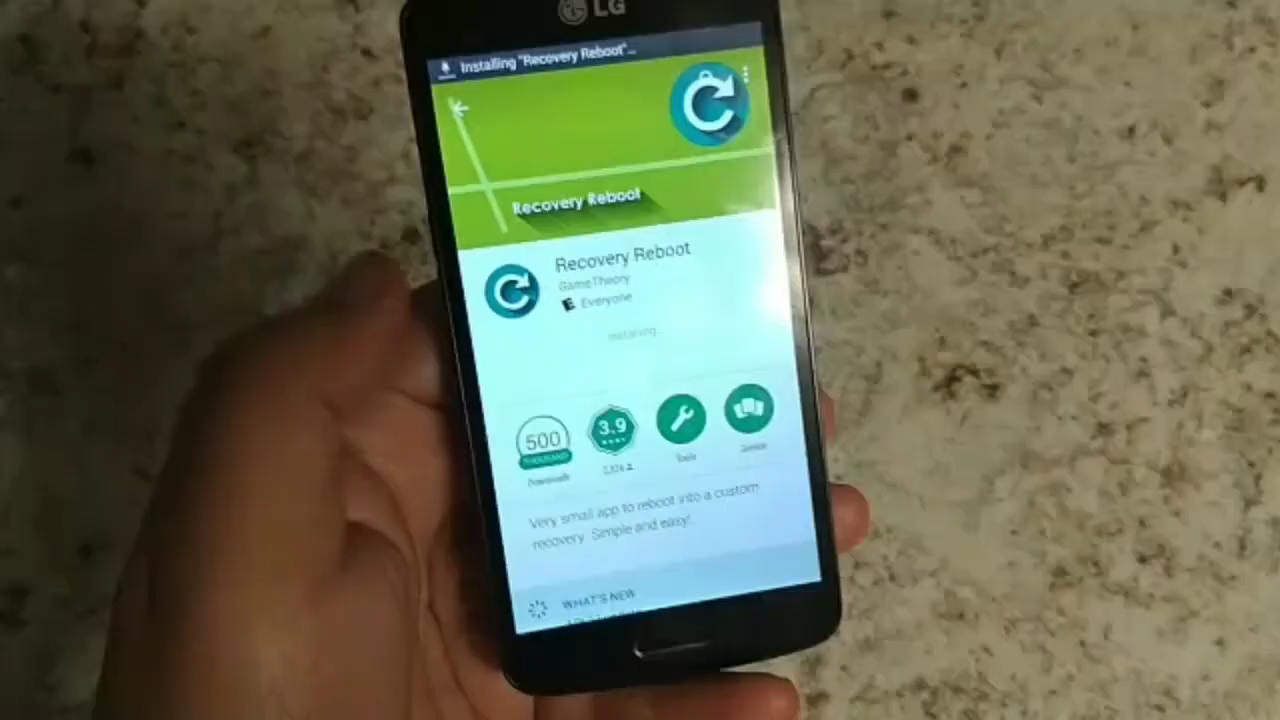 LG
Installing "Recovery Reboot"...
Recovery Reboot
Recovery Reboot
GameTheory
E Everyone
Installing...
500
THOUSAND
Downloads
3.9
Tools
Similar
Very small app to reboot into a custom
recovery. Simple and easy!
WHAT'S NEW